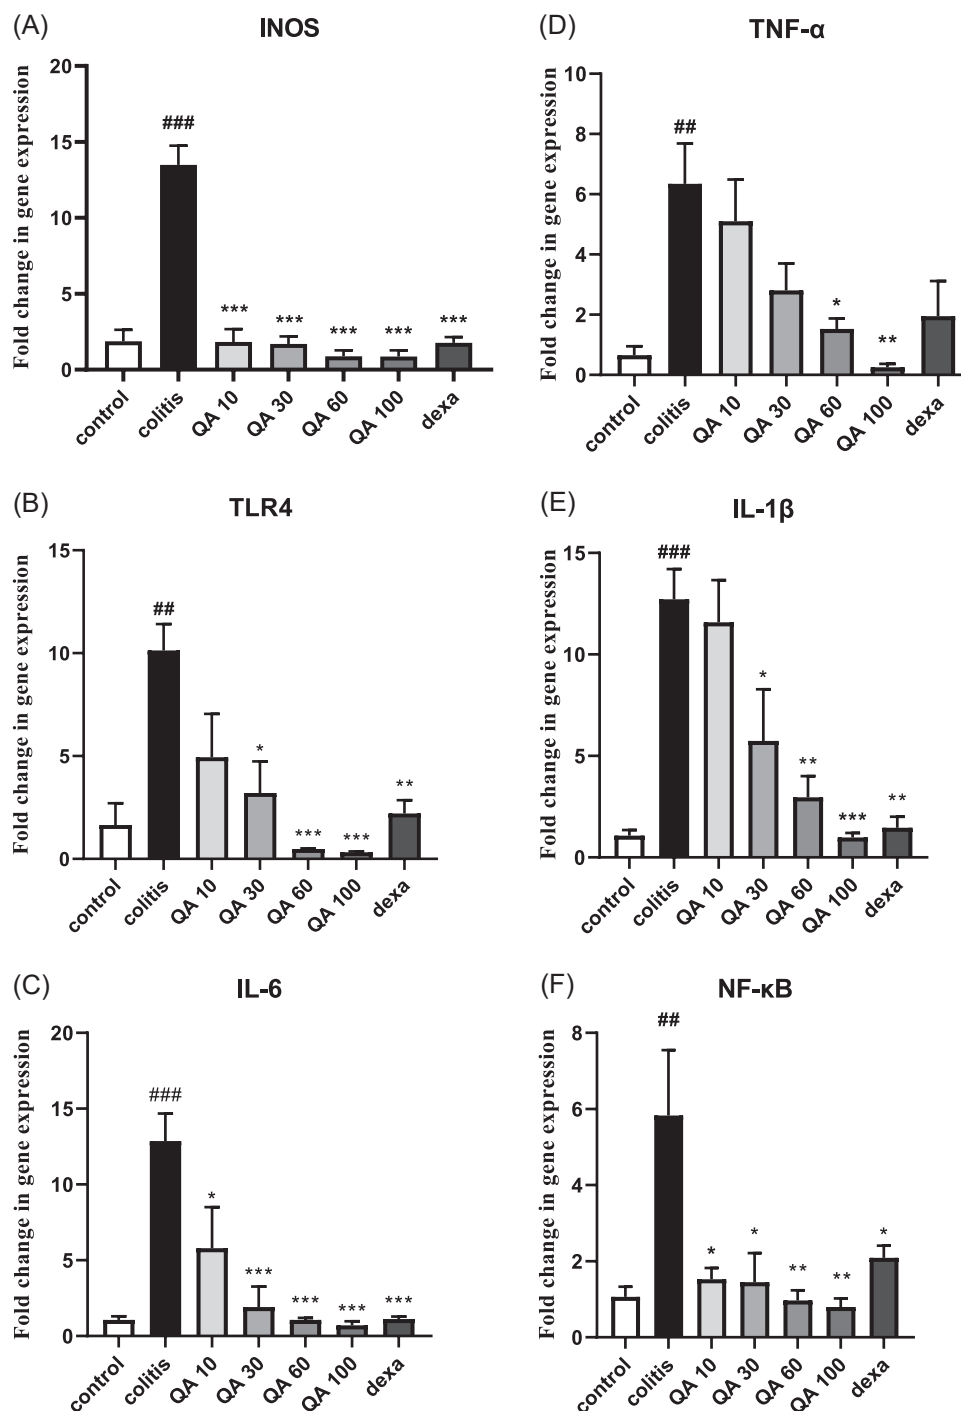 (A)
INOS
Fold change in gene expression
20
15
10
5
0
###
***
***
***
***
***
control
colitis
QA 10
QA 30
QA 60
QA 100
dexa
(D)
TNF-α
Fold change in gene expression
10
8
6
4
2
0
##
*
**
control
colitis
QA 10
QA 30
QA 60
QA 100
dexa
(B)
TLR4
Fold change in gene expression
15
10
5
0
##
*
***
***
**
control
colitis
QA 10
QA 30
QA 60
QA 100
dexa
(E)
IL-1β
Fold change in gene expression
15
10
5
0
###
*
**
***
**
control
colitis
QA 10
QA 30
QA 60
QA 100
dexa
(C)
IL-6
Fold change in gene expression
20
15
10
5
0
###
*
***
***
***
***
control
colitis
QA 10
QA 30
QA 60
QA 100
dexa
(F)
NF-κB
Fold change in gene expression
8
6
4
2
0
##
*
*
**
**
*
control
colitis
QA 10
QA 30
QA 60
QA 100
dexa